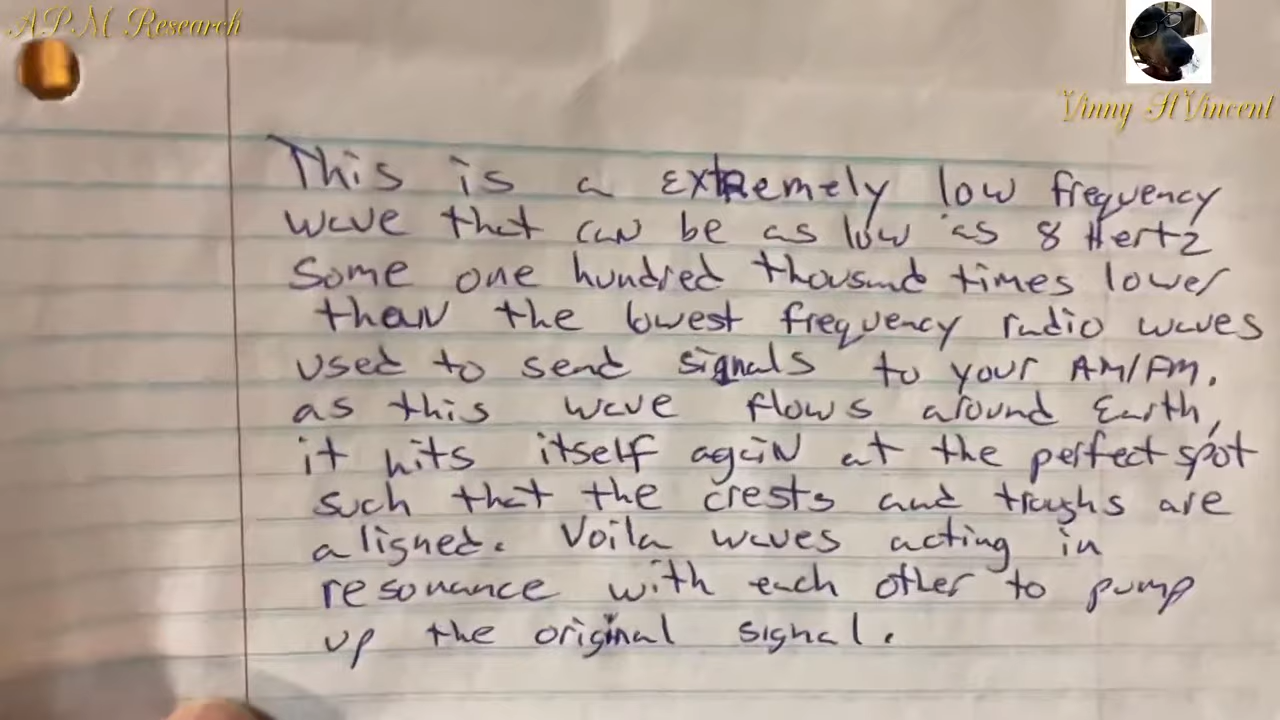 APM Research
Vinny HVincent
This is a extremely low frequency
wave that can be as low as 8 Hertz
Some one hundred thousand times lower
than the lowest frequency radio waves
used to send signals to your AM/FM.
as this wave flows around Earth,
it hits itself again at the perfect spot
such that the crests and troughs are
aligned. Voila waves acting in
resonance with each other to pump
up the original signal.